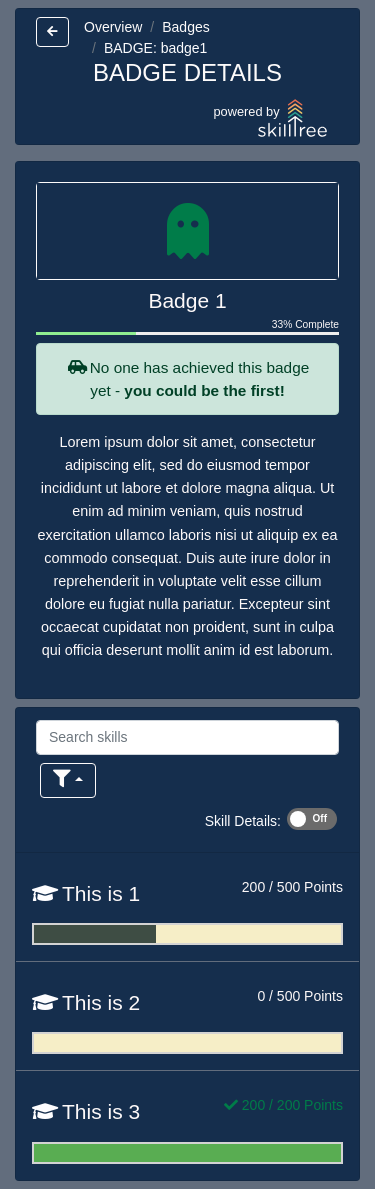 Overview / Badges
/ BADGE: badge1
BADGE DETAILS
powered by skilltree
Badge 1
33% Complete
No one has achieved this badge
yet - you could be the first!
Lorem ipsum dolor sit amet, consectetur
adipiscing elit, sed do eiusmod tempor
incididunt ut labore et dolore magna aliqua. Ut
enim ad minim veniam, quis nostrud
exercitation ullamco laboris nisi ut aliquip ex ea
commodo consequat. Duis aute irure dolor in
reprehenderit in voluptate velit esse cillum
dolore eu fugiat nulla pariatur. Excepteur sint
occaecat cupidatat non proident, sunt in culpa
qui officia deserunt mollit anim id est laborum.
Search skills
Skill Details: Off
This is 1 200 / 500 Points
This is 2 0 / 500 Points
This is 3 200 / 200 Points